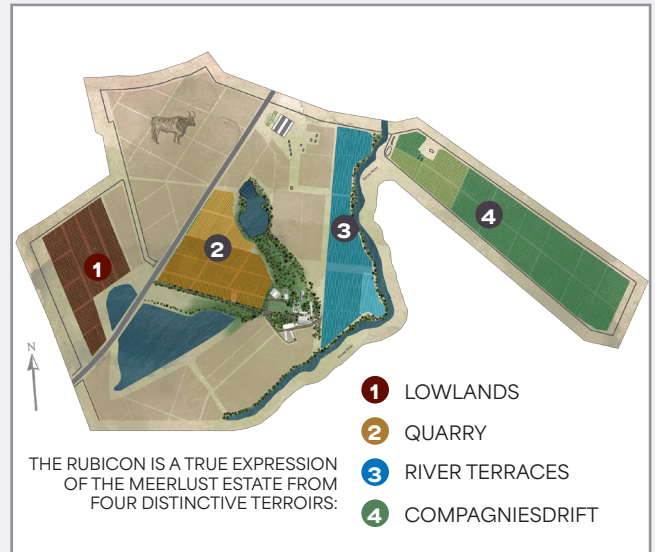 1
2
3
4
N
THE RUBICON IS A TRUE EXPRESSION
OF THE MEERLUST ESTATE FROM
FOUR DISTINCTIVE TERROIRS:
1 LOWLANDS
2 QUARRY
3 RIVER TERRACES
4 COMPAGNIESDRIFT